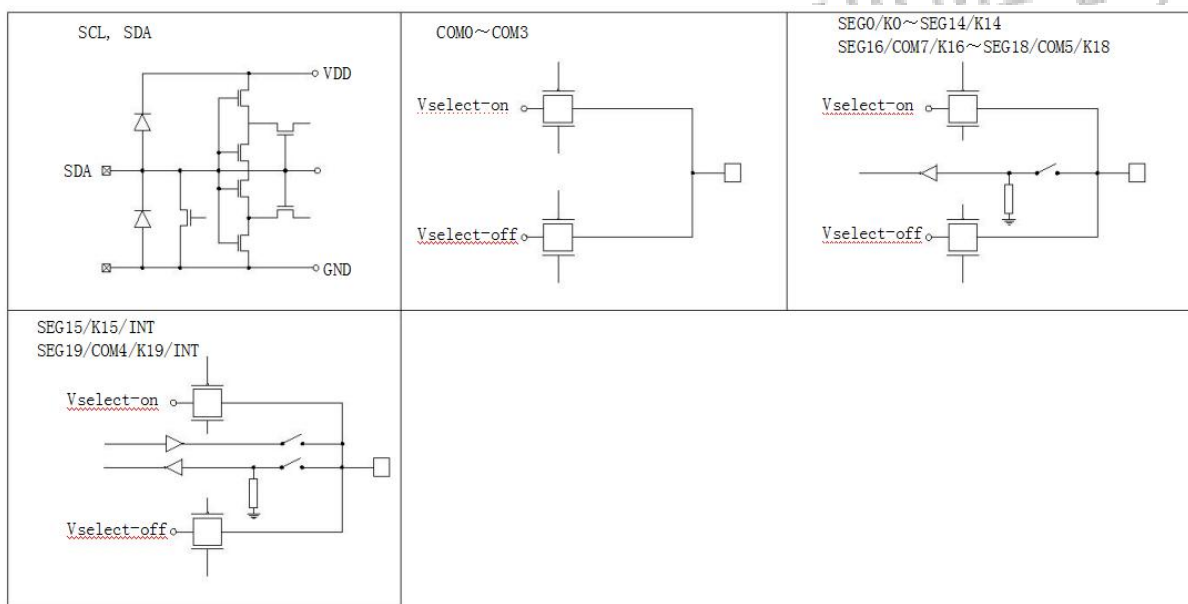 SCL, SDA
VDD
SDA
GND
COM0~COM3
Vselect-on
Vselect-off
SEG0/K0~SEG14/K14
SEG16/COM7/K16~SEG18/COM5/K18
Vselect-on
Vselect-off
SEG15/K15/INT
SEG19/COM4/K19/INT
Vselect-on
Vselect-off